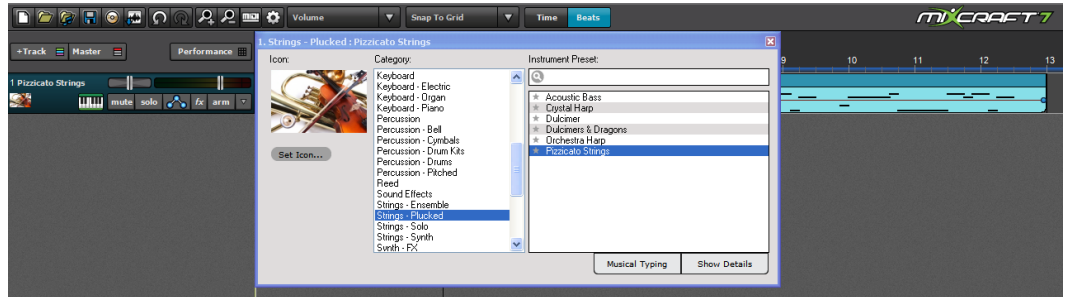 Volume
Snap To Grid
Time
Beats
mixcraft 7
+Track
Master
Performance
1. Strings - Plucked : Pizzicato Strings
Icon:
Category:
Instrument Preset:
9 10 11 12 13
1 Pizzicato Strings
mute solo fx arm
Set Icon...
Keyboard
Keyboard - Electric
Keyboard - Organ
Keyboard - Piano
Percussion
Percussion - Bell
Percussion - Cymbals
Percussion - Drum Kits
Percussion - Drums
Percussion - Pitched
Reed
Sound Effects
Strings - Ensemble
Strings - Plucked
Strings - Solo
Strings - Synth
Synth - FX
Acoustic Bass
Crystal Harp
Dulcimer
Dulcimers & Dragons
Orchestra Harp
Pizzicato Strings
Musical Typing
Show Details